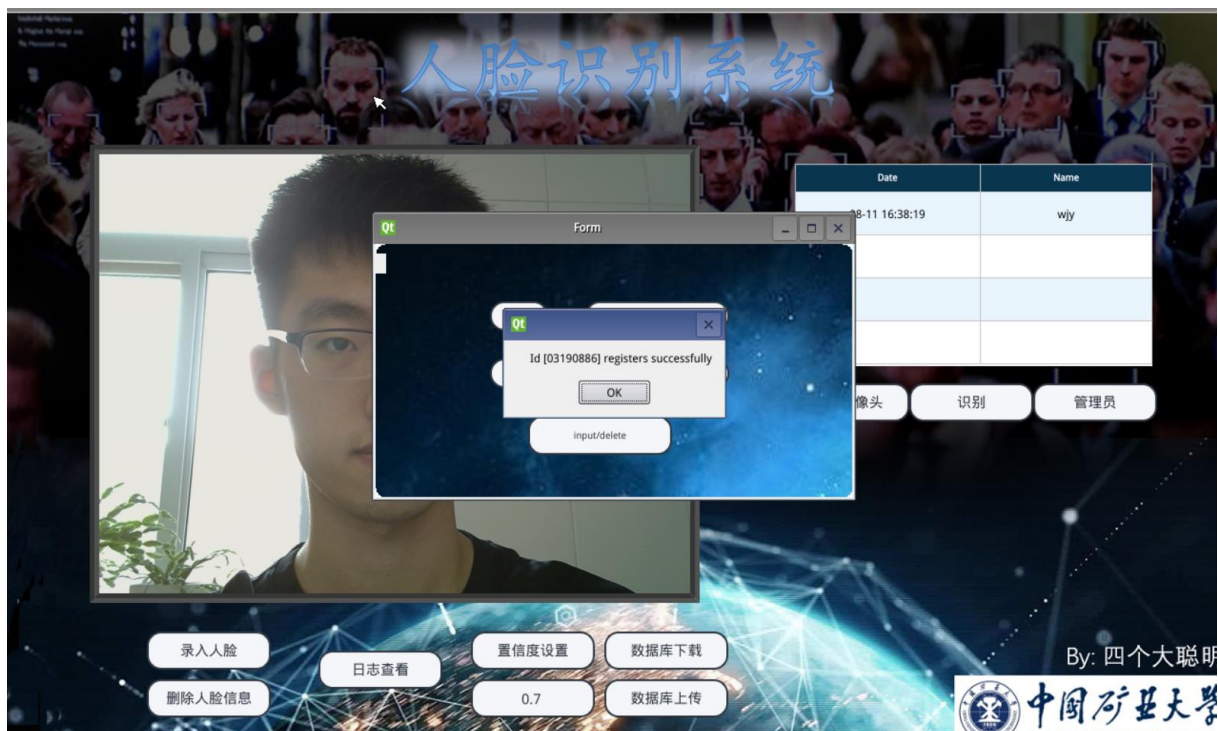 人脸识别系统
Date
Name
08-11 16:38:19
wjy
Form
Qt
Qt
Id [03190886] registers successfully
OK
input/delete
像头
识别
管理员
录入人脸
日志查看
置信度设置
数据库下载
删除人脸信息
0.7
数据库上传
By: 四个大聪明
中国矿业大学